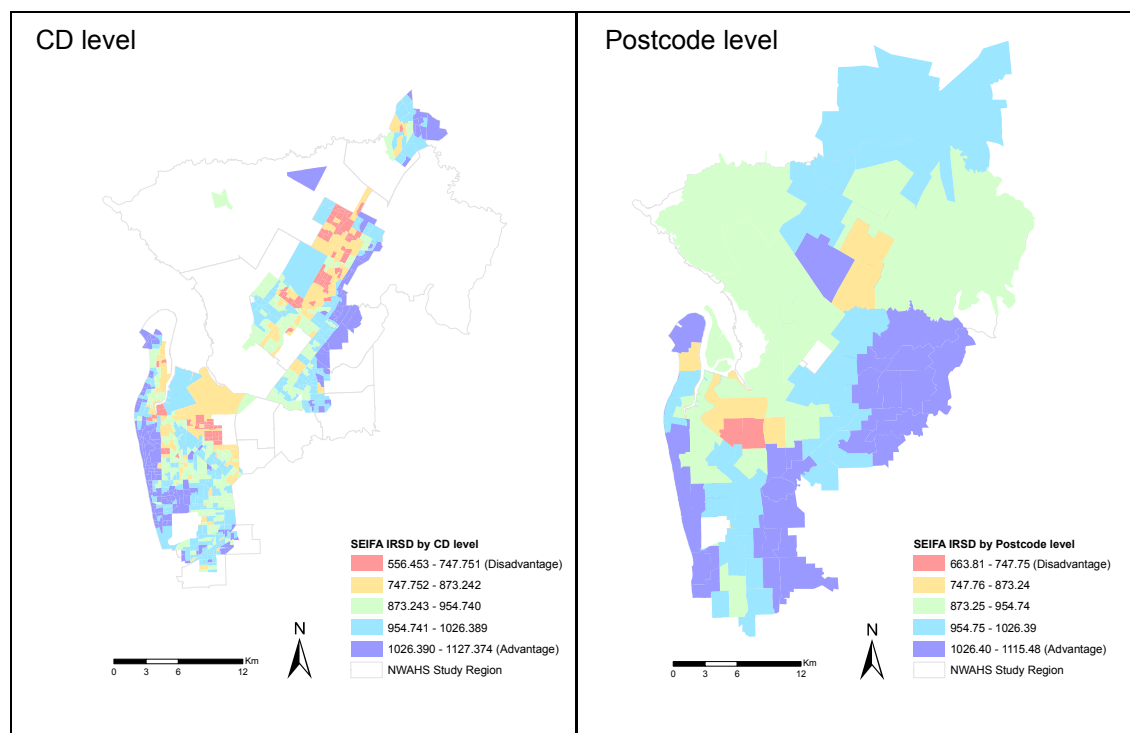 CD level
SEIFA IRSD by CD level
556.453 - 747.751 (Disadvantage)
747.752 - 873.242
873.243 - 954.740
954.741 - 1026.389
1026.390 - 1127.374 (Advantage)
NWAHS Study Region
N
Km
0 3 6 12
Postcode level
SEIFA IRSD by Postcode level
663.81 - 747.75 (Disadvantage)
747.76 - 873.24
873.25 - 954.74
954.75 - 1026.39
1026.40 - 1115.48 (Advantage)
NWAHS Study Region
N
Km
0 3 6 12